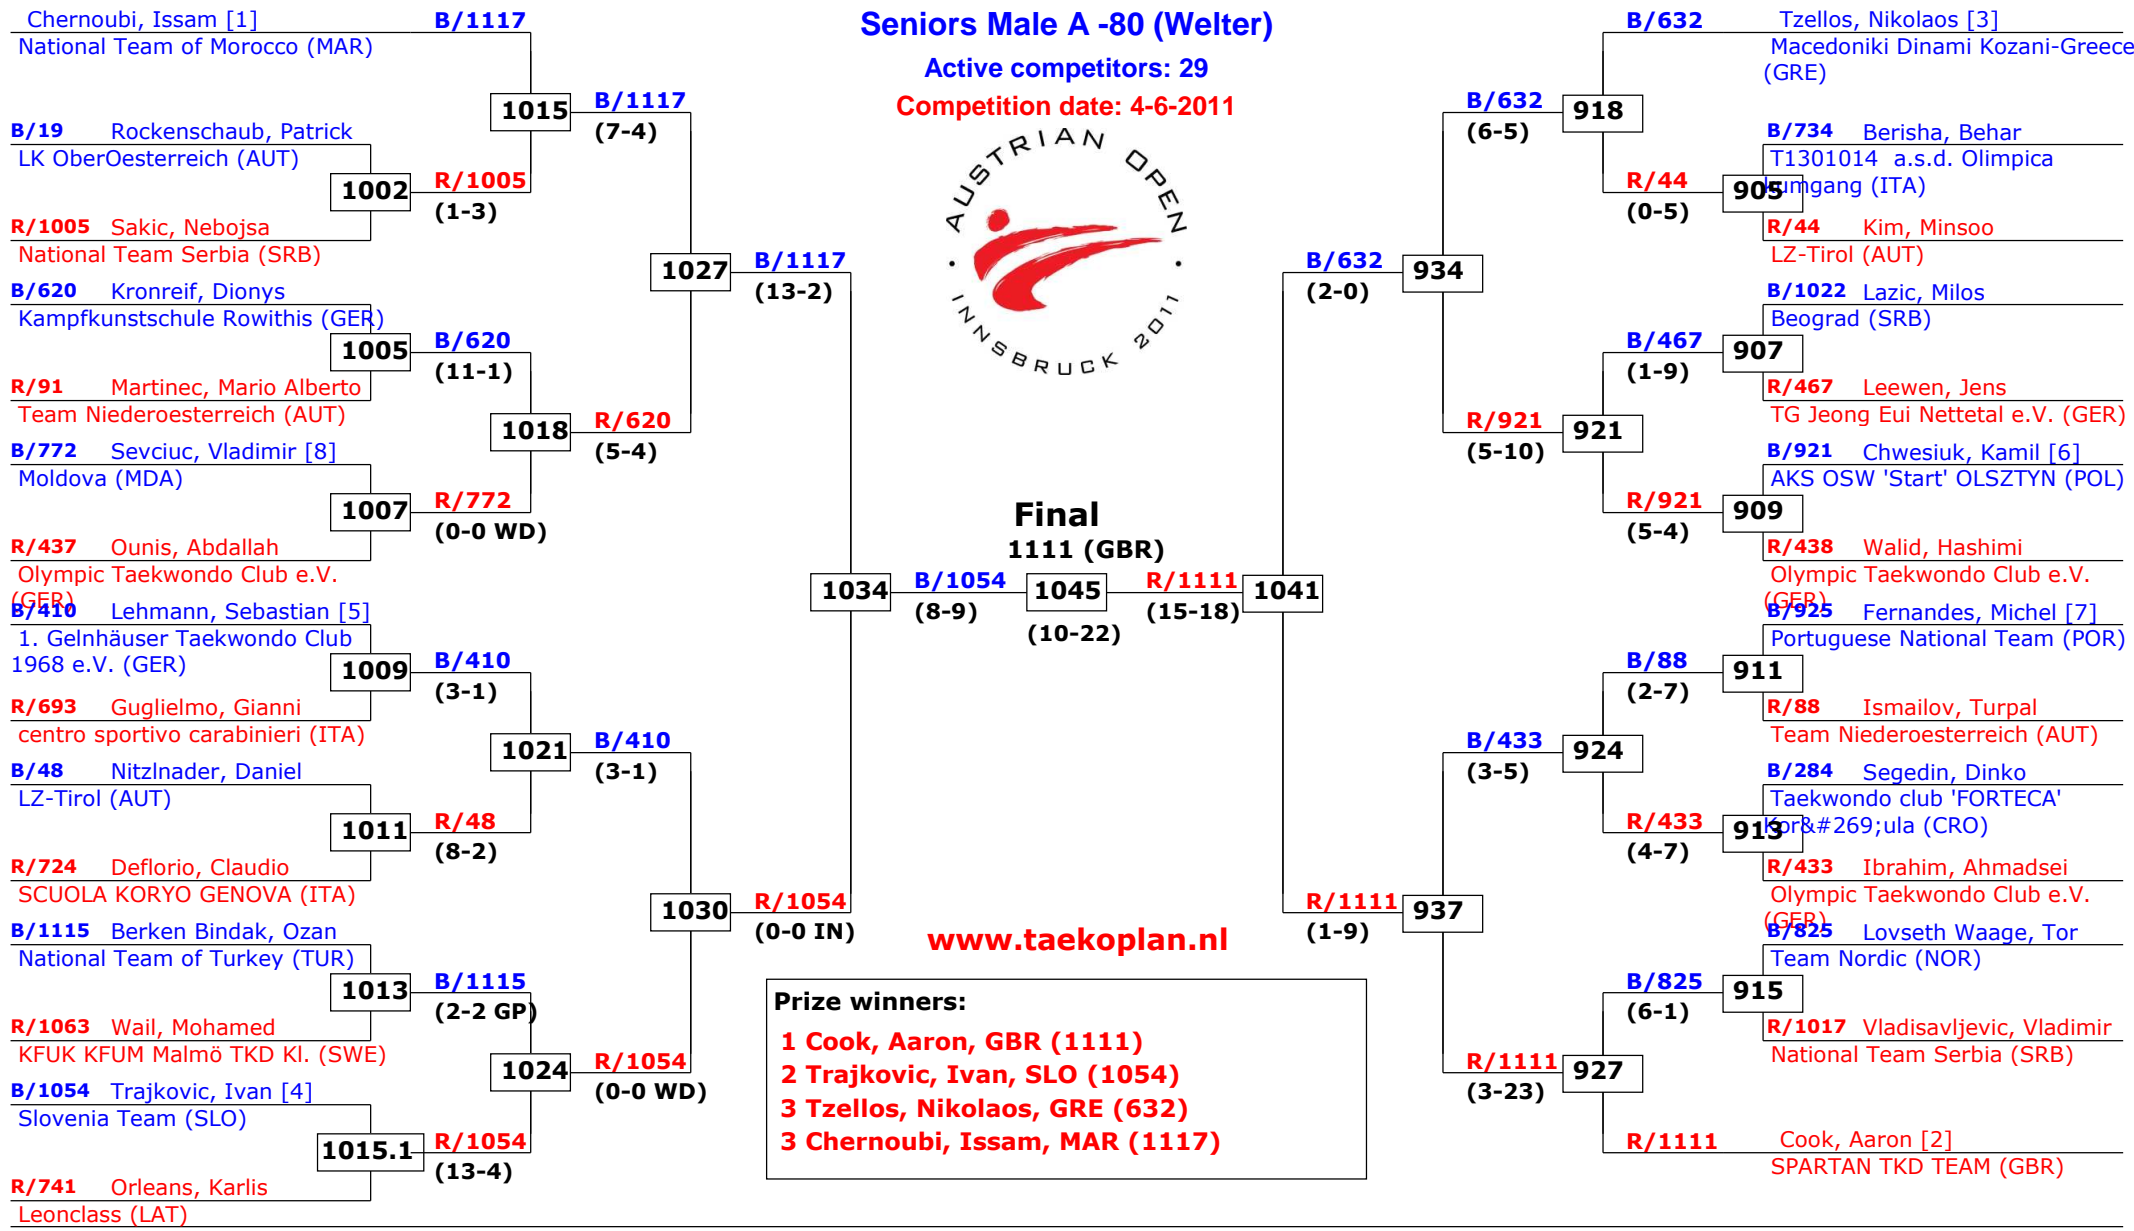 Seniors Male A -80 (Welter)
Active competitors: 29
Competition date: 4-6-2011
AUSTRIAN OPEN
INNSBRUCK 2011
Chernoubi, Issam [1]
National Team of Morocco (MAR)
B/19 Rockenschaub, Patrick
LK OberOesterreich (AUT)
R/1005 Sakic, Nebojsa
National Team Serbia (SRB)
B/620 Kronreif, Dionys
Kampfkunstschule Rowithis (GER)
R/91 Martinec, Mario Alberto
Team Niederoesterreich (AUT)
B/772 Sevciuc, Vladimir [8]
Moldova (MDA)
R/437 Ounis, Abdallah
Olympic Taekwondo Club e.V.
(GER)
B/410 Lehmann, Sebastian [5]
1. Gelnhäuser Taekwondo Club
1968 e.V. (GER)
R/693 Guglielmo, Gianni
centro sportivo carabinieri (ITA)
B/48 Nitzlnader, Daniel
LZ-Tirol (AUT)
R/724 Deflorio, Claudio
SCUOLA KORYO GENOVA (ITA)
B/1115 Berken Bindak, Ozan
National Team of Turkey (TUR)
R/1063 Wail, Mohamed
KFUK KFUM Malmö TKD Kl. (SWE)
B/1054 Trajkovic, Ivan [4]
Slovenia Team (SLO)
R/741 Orleans, Karlis
Leonclass (LAT)
1002
1005
1007
1009
1011
1013
1015.1
B/1117
R/1005
(1-3)
B/620
(11-1)
R/772
(0-0 WD)
B/410
(3-1)
R/48
(8-2)
B/1115
(2-2 GP)
R/1054
(13-4)
1015
1018
1021
1024
B/1117
(7-4)
R/620
(5-4)
B/410
(3-1)
R/1054
(0-0 WD)
1027
1030
B/1117
(13-2)
R/1054
(0-0 IN)
1034
B/1054
(8-9)
Final
1111 (GBR)
1045
(10-22)
R/1111
(15-18)
1041
B/632
(2-0)
R/1111
(1-9)
934
937
B/632
(6-5)
R/921
(5-10)
B/433
(3-5)
R/1111
(3-23)
918
921
924
927
B/632
R/44
(0-5)
B/467
(1-9)
R/921
(5-4)
B/88
(2-7)
R/433
(4-7)
B/825
(6-1)
R/1111
905
907
909
911
913
915
Tzellos, Nikolaos [3]
Macedoniki Dinami Kozani-Greece
(GRE)
B/734 Berisha, Behar
T1301014 a.s.d. Olimpica
kumgang (ITA)
R/44 Kim, Minsoo
LZ-Tirol (AUT)
B/1022 Lazic, Milos
Beograd (SRB)
R/467 Leewen, Jens
TG Jeong Eui Nettetal e.V. (GER)
B/921 Chwesiuk, Kamil [6]
AKS OSW 'Start' OLSZTYN (POL)
R/438 Walid, Hashimi
Olympic Taekwondo Club e.V.
(GER)
B/925 Fernandes, Michel [7]
Portuguese National Team (POR)
R/88 Ismailov, Turpal
Team Niederoesterreich (AUT)
B/284 Segedin, Dinko
Taekwondo club 'FORTECA'
Kor&#269;ula (CRO)
R/433 Ibrahim, Ahmadsei
Olympic Taekwondo Club e.V.
(GER)
B/825 Lovseth Waage, Tor
Team Nordic (NOR)
R/1017 Vladisavljevic, Vladimir
National Team Serbia (SRB)
Cook, Aaron [2]
SPARTAN TKD TEAM (GBR)
www.taekoplan.nl
Prize winners:
1 Cook, Aaron, GBR (1111)
2 Trajkovic, Ivan, SLO (1054)
3 Tzellos, Nikolaos, GRE (632)
3 Chernoubi, Issam, MAR (1117)